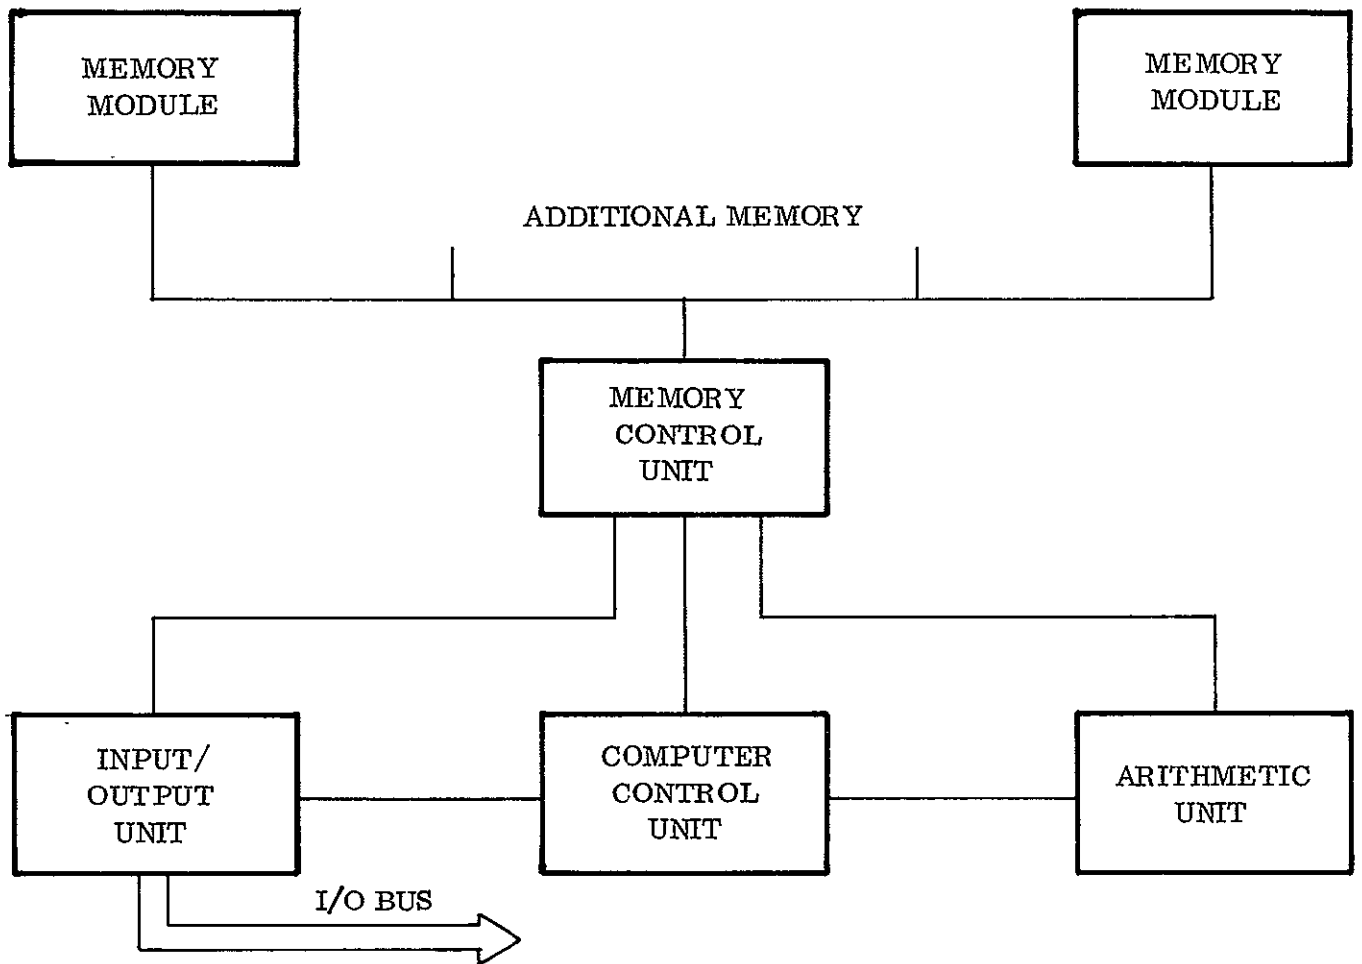 MEMORY
MODULE
MEMORY
MODULE
ADDITIONAL MEMORY
MEMORY
CONTROL
UNIT
INPUT/
OUTPUT
UNIT
COMPUTER
CONTROL
UNIT
ARITHMETIC
UNIT
I/O BUS